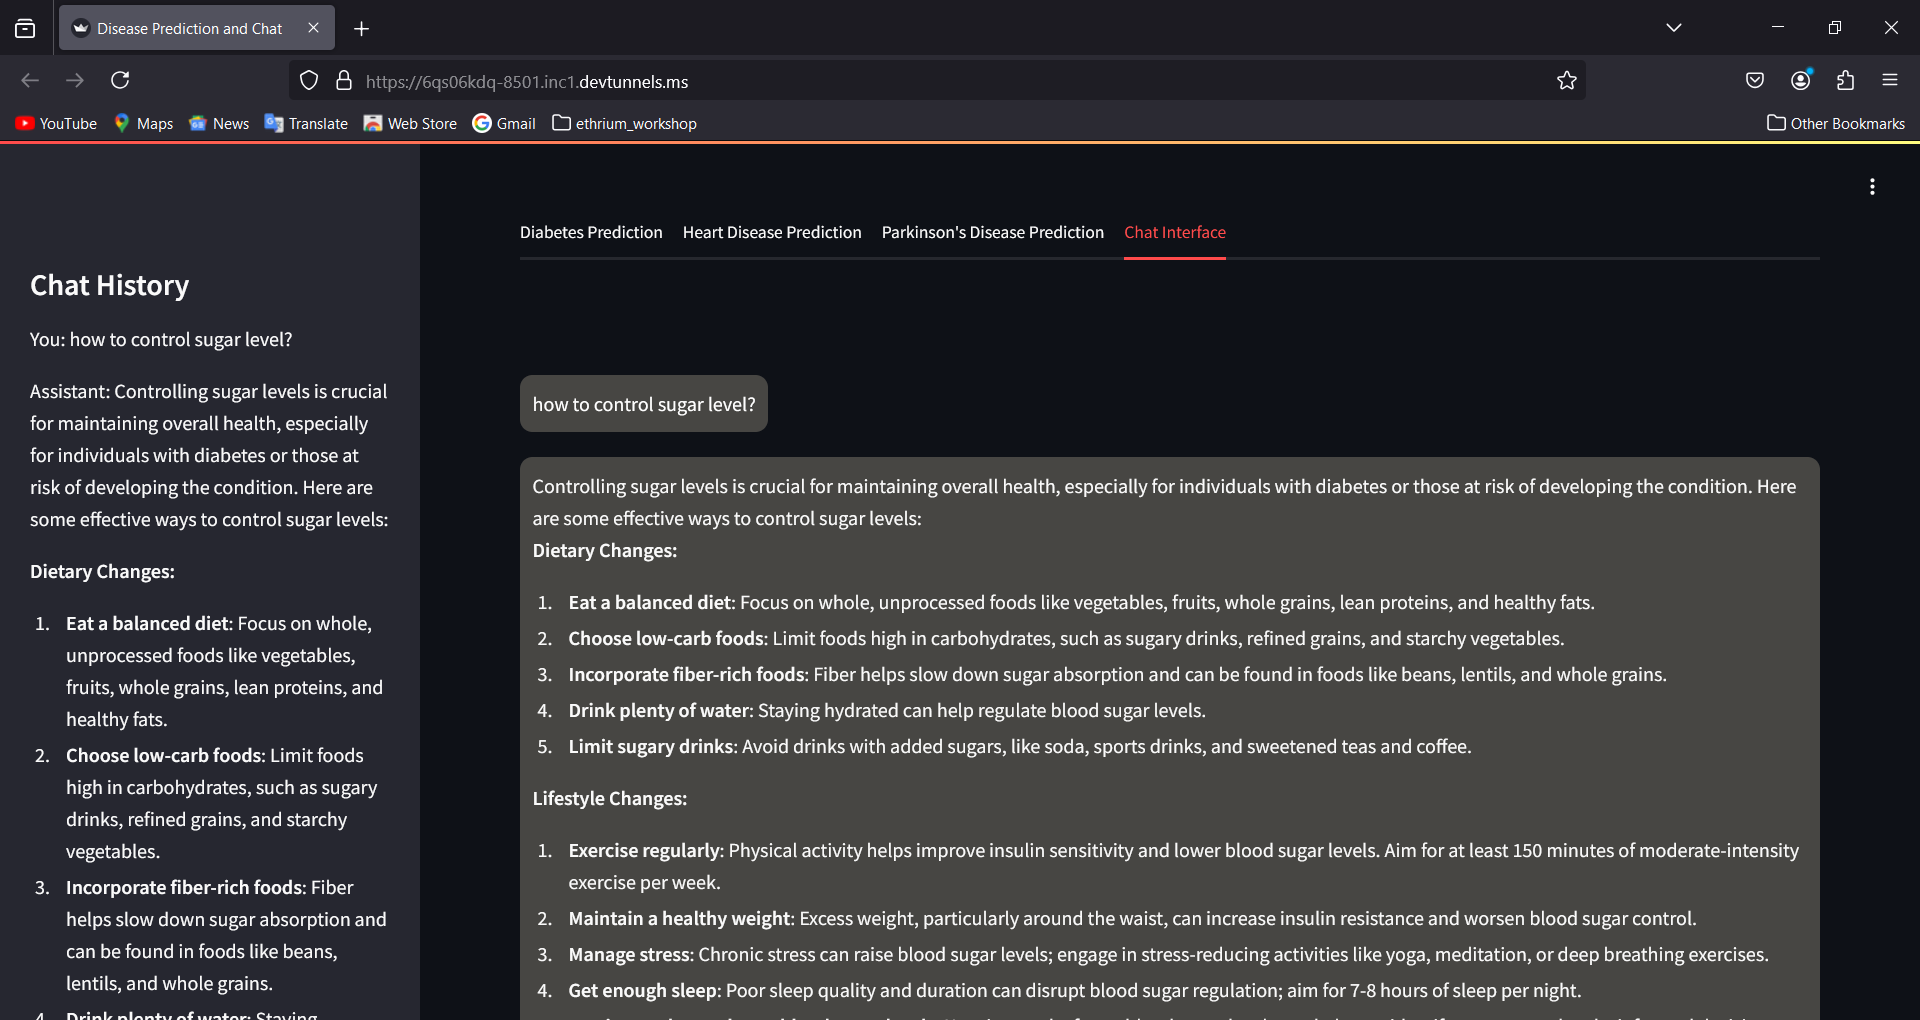 Disease Prediction and Chat
https://6qs06kdq-8501.inc1.devtunnels.ms
YouTube Maps News Translate Web Store Gmail ethrium_workshop Other Bookmarks
Chat History
You: how to control sugar level?
Assistant: Controlling sugar levels is crucial
for maintaining overall health, especially
for individuals with diabetes or those at
risk of developing the condition. Here are
some effective ways to control sugar levels:
Dietary Changes:
1. Eat a balanced diet: Focus on whole,
unprocessed foods like vegetables,
fruits, whole grains, lean proteins, and
healthy fats.
2. Choose low-carb foods: Limit foods
high in carbohydrates, such as sugary
drinks, refined grains, and starchy
vegetables.
3. Incorporate fiber-rich foods: Fiber
helps slow down sugar absorption and
can be found in foods like beans,
lentils, and whole grains.
4. Drink plenty of water: Staying
Diabetes Prediction Heart Disease Prediction Parkinson's Disease Prediction Chat Interface
how to control sugar level?
Controlling sugar levels is crucial for maintaining overall health, especially for individuals with diabetes or those at risk of developing the condition. Here
are some effective ways to control sugar levels:
Dietary Changes:
1. Eat a balanced diet: Focus on whole, unprocessed foods like vegetables, fruits, whole grains, lean proteins, and healthy fats.
2. Choose low-carb foods: Limit foods high in carbohydrates, such as sugary drinks, refined grains, and starchy vegetables.
3. Incorporate fiber-rich foods: Fiber helps slow down sugar absorption and can be found in foods like beans, lentils, and whole grains.
4. Drink plenty of water: Staying hydrated can help regulate blood sugar levels.
5. Limit sugary drinks: Avoid drinks with added sugars, like soda, sports drinks, and sweetened teas and coffee.
Lifestyle Changes:
1. Exercise regularly: Physical activity helps improve insulin sensitivity and lower blood sugar levels. Aim for at least 150 minutes of moderate-intensity
exercise per week.
2. Maintain a healthy weight: Excess weight, particularly around the waist, can increase insulin resistance and worsen blood sugar control.
3. Manage stress: Chronic stress can raise blood sugar levels; engage in stress-reducing activities like yoga, meditation, or deep breathing exercises.
4. Get enough sleep: Poor sleep quality and duration can disrupt blood sugar regulation; aim for 7-8 hours of sleep per night.